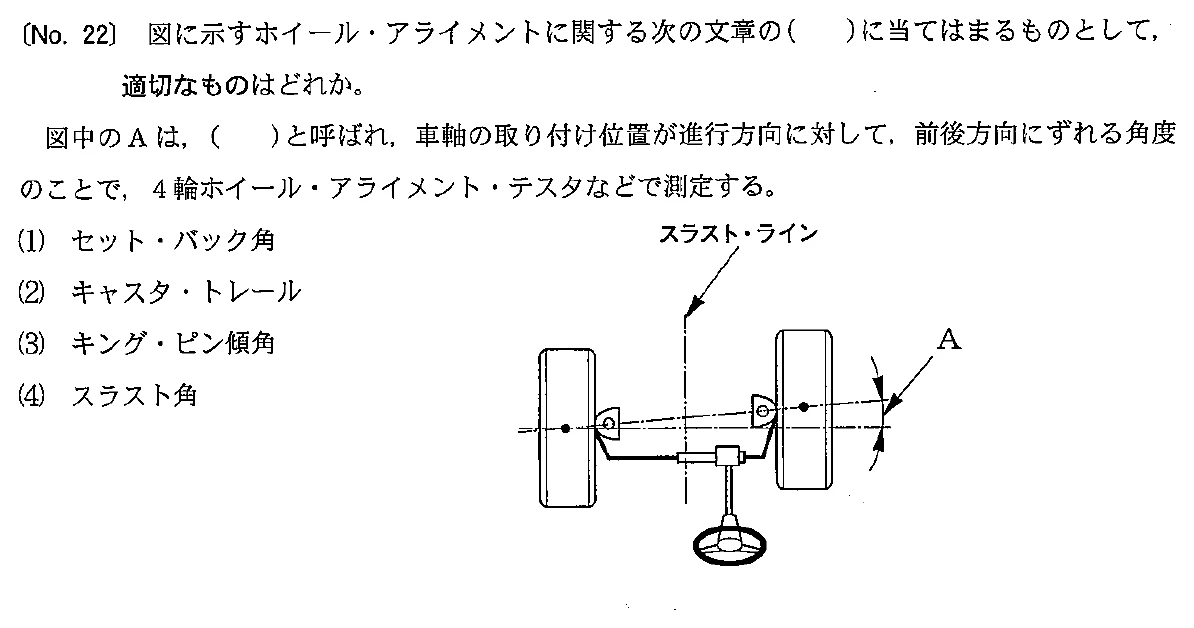 〔No. 22〕 図に示すホイール・アライメントに関する次の文章の(　　)に当てはまるものとして,
適切なものはどれか。
図中のAは,(　　)と呼ばれ,車軸の取り付け位置が進行方向に対して,前後方向にずれる角度
のことで,4輪ホイール・アライメント・テスタなどで測定する。
(1) セット・バック角
(2) キャスタ・トレール
(3) キング・ピン傾角
(4) スラスト角
スラスト・ライン
A